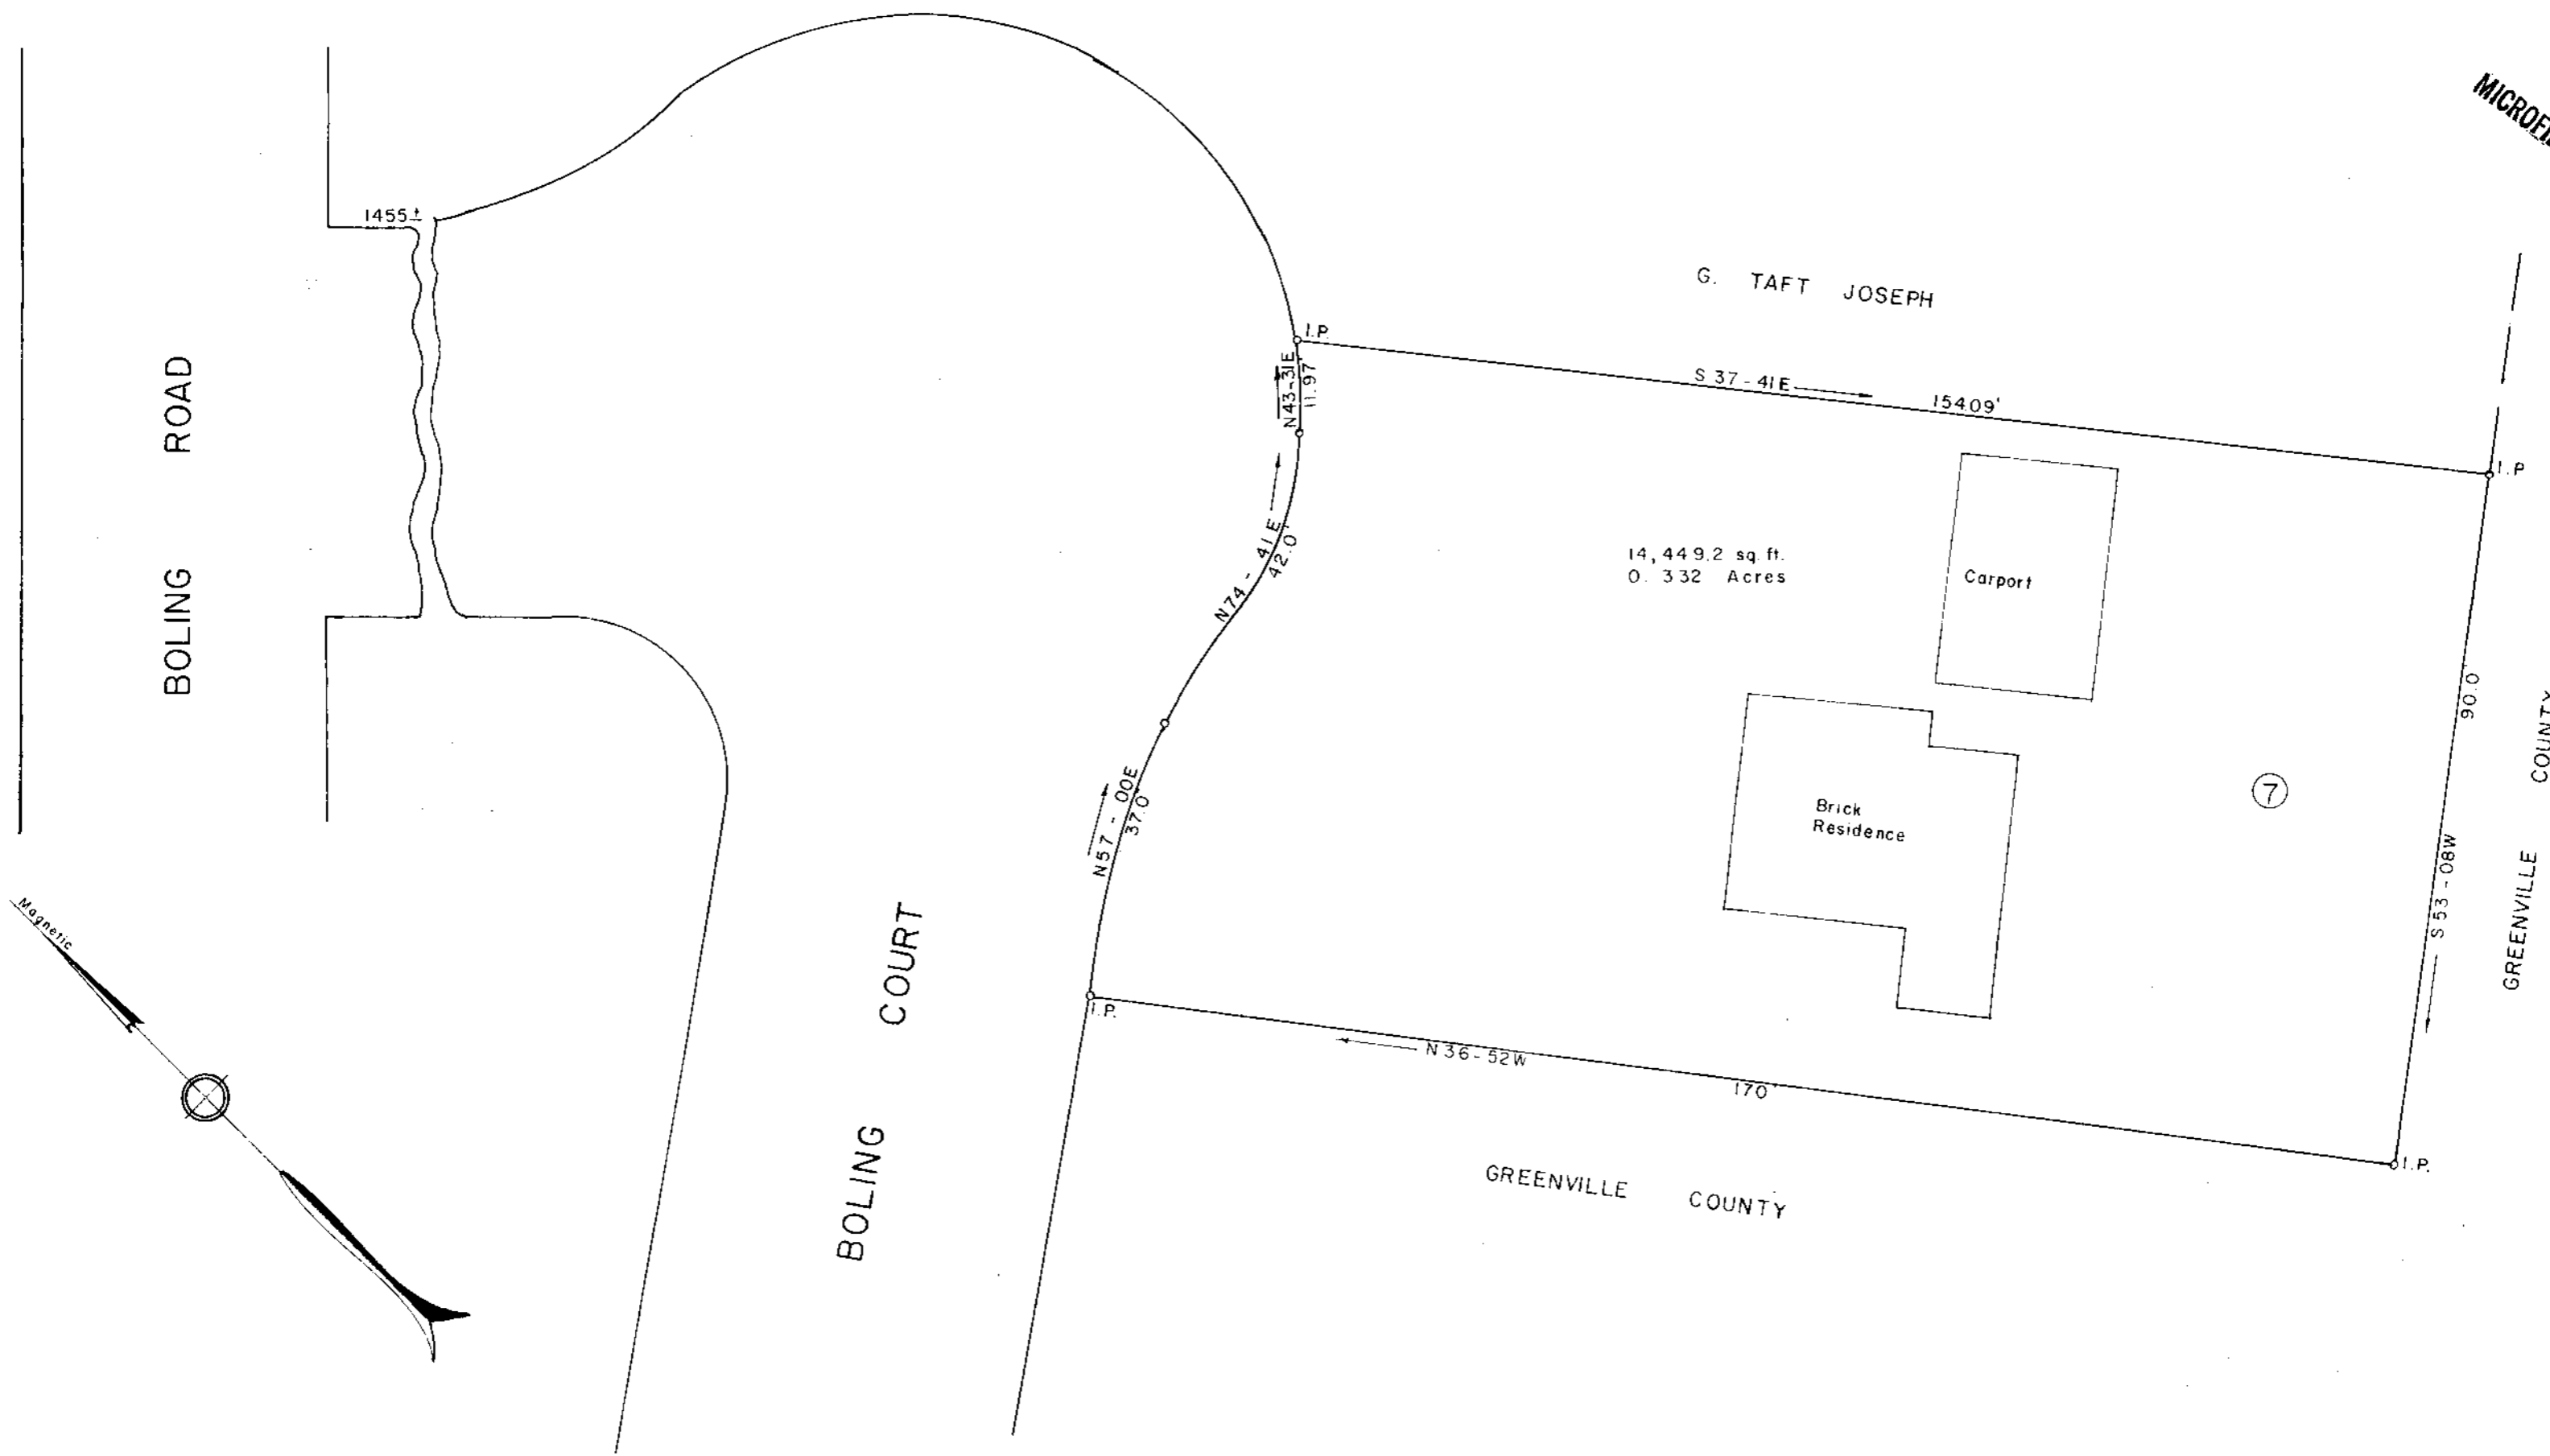 1455±
BOLING ROAD
Magnetic
BOLING COURT
G. TAFT JOSEPH
I.P.
N43-31E
11.97'
S 37-41E
154.09'
I.P.
N74-41E
42.0'
14,449.2 sq. ft.
0.332 Acres
Carport
N57-00E
37.0'
Brick
Residence
7
90.0'
S 53-08W
GREENVILLE COUNTY
I.P.
N 36-52W
170'
I.P.
GREENVILLE COUNTY